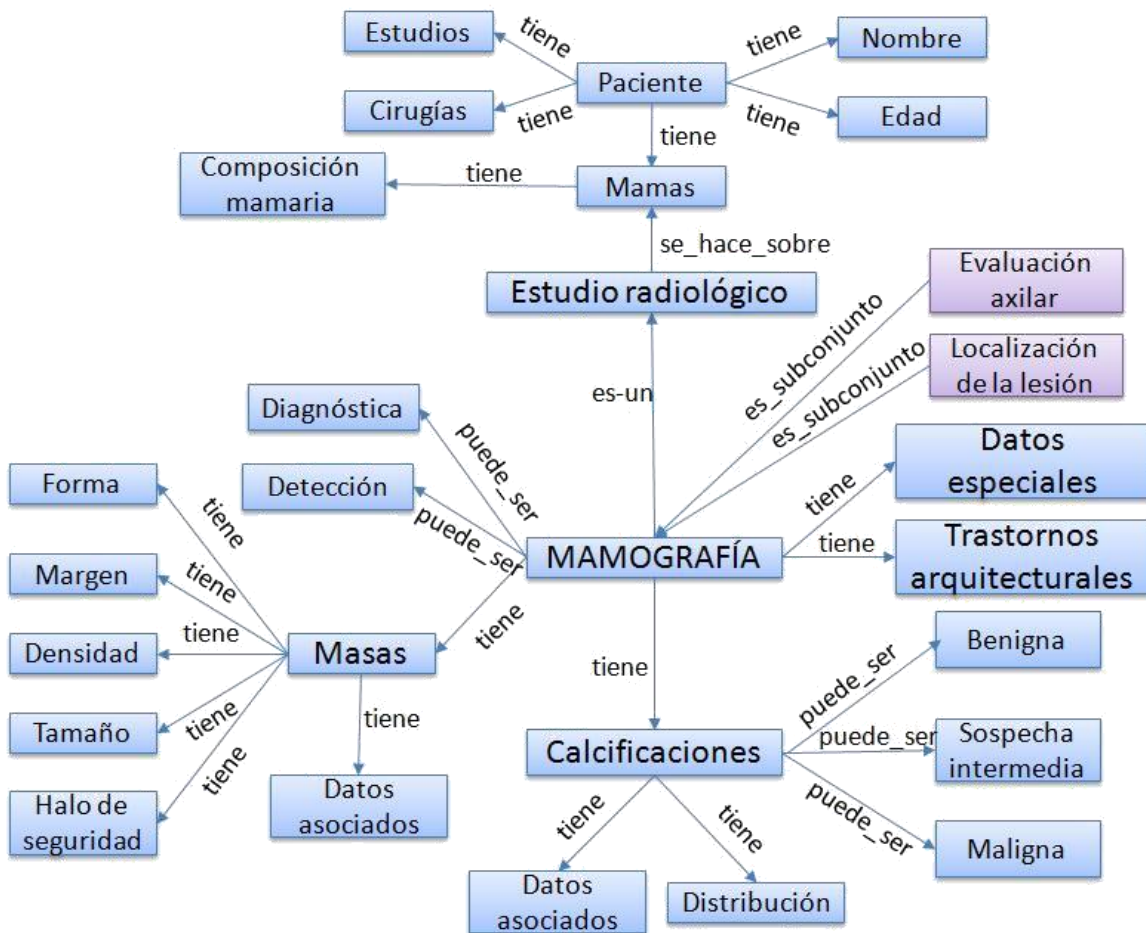 Estudios
tiene
tiene
Nombre
Paciente
Cirugías
tiene
tiene
Edad
tiene
Composición
mamaria
tiene
Mamas
se_hace_sobre
Evaluación
axilar
Estudio radiológico
es_subconjunto
Localización
de la lesión
es_subconjunto
es-un
Diagnóstica
puede_ser
Datos
especiales
Forma
Detección
tiene
puede_ser
tiene
MAMOGRAFÍA
tiene
Trastornos
arquitecturales
Margen
tiene
tiene
Densidad
tiene
Masas
tiene
puede_ser
Benigna
Tamaño
tiene
tiene
Calcificaciones
puede_ser
Sospecha
intermedia
tiene
Halo de
seguridad
Datos
asociados
tiene
tiene
puede_ser
Maligna
Datos
asociados
Distribución